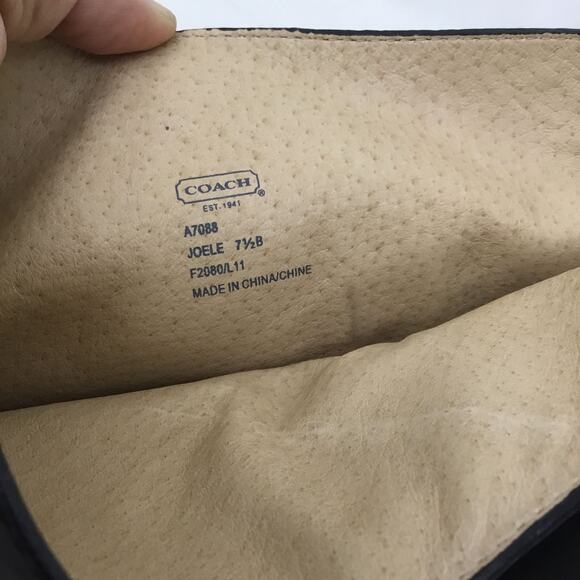 COACH®
EST. 1941
A7088
JOELE 7½B
F2080/L11
MADE IN CHINA/CHINE